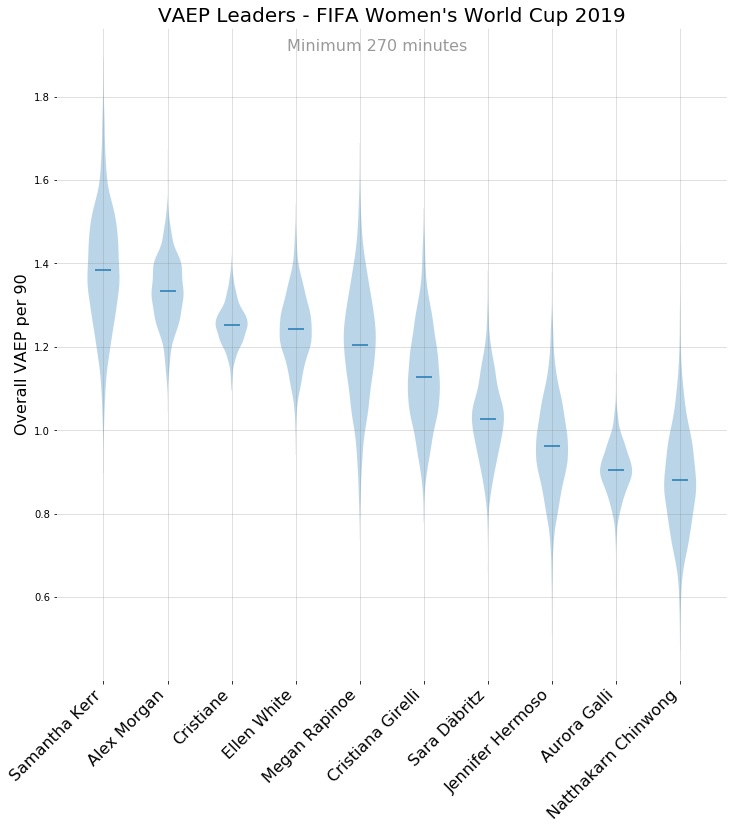 VAEP Leaders - FIFA Women's World Cup 2019
Minimum 270 minutes
Overall VAEP per 90
1.8
1.6
1.4
1.2
1.0
0.8
0.6
Samantha Kerr
Alex Morgan
Cristiane
Ellen White
Megan Rapinoe
Cristiana Girelli
Sara Däbritz
Jennifer Hermoso
Aurora Galli
Natthakarn Chinwong